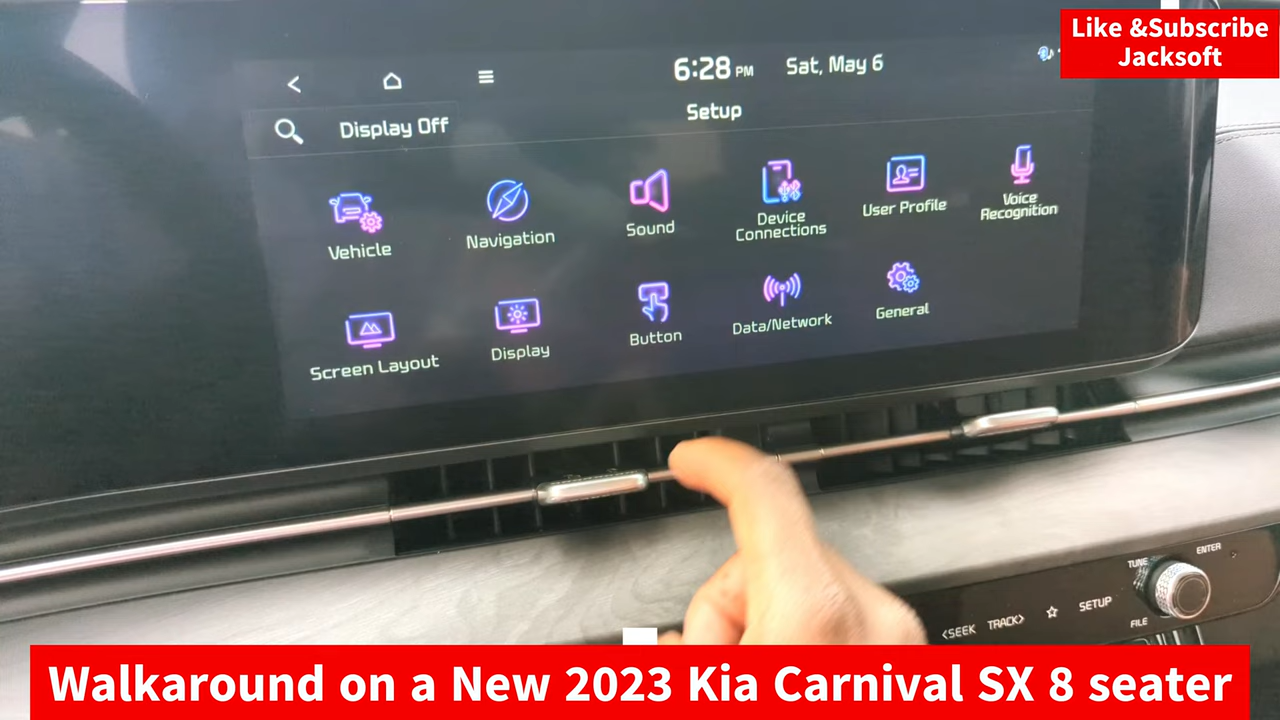 Like &Subscribe
Jacksoft
6:28 PM Sat, May 6
Display Off
Setup
Vehicle
Navigation
Sound
Device
Connections
User Profile
Voice
Recognition
Screen Layout
Display
Button
Data/Network
General
<SEEK TRACK> ☆ SETUP
TUNE
ENTER
FILE
Walkaround on a New 2023 Kia Carnival SX 8 seater